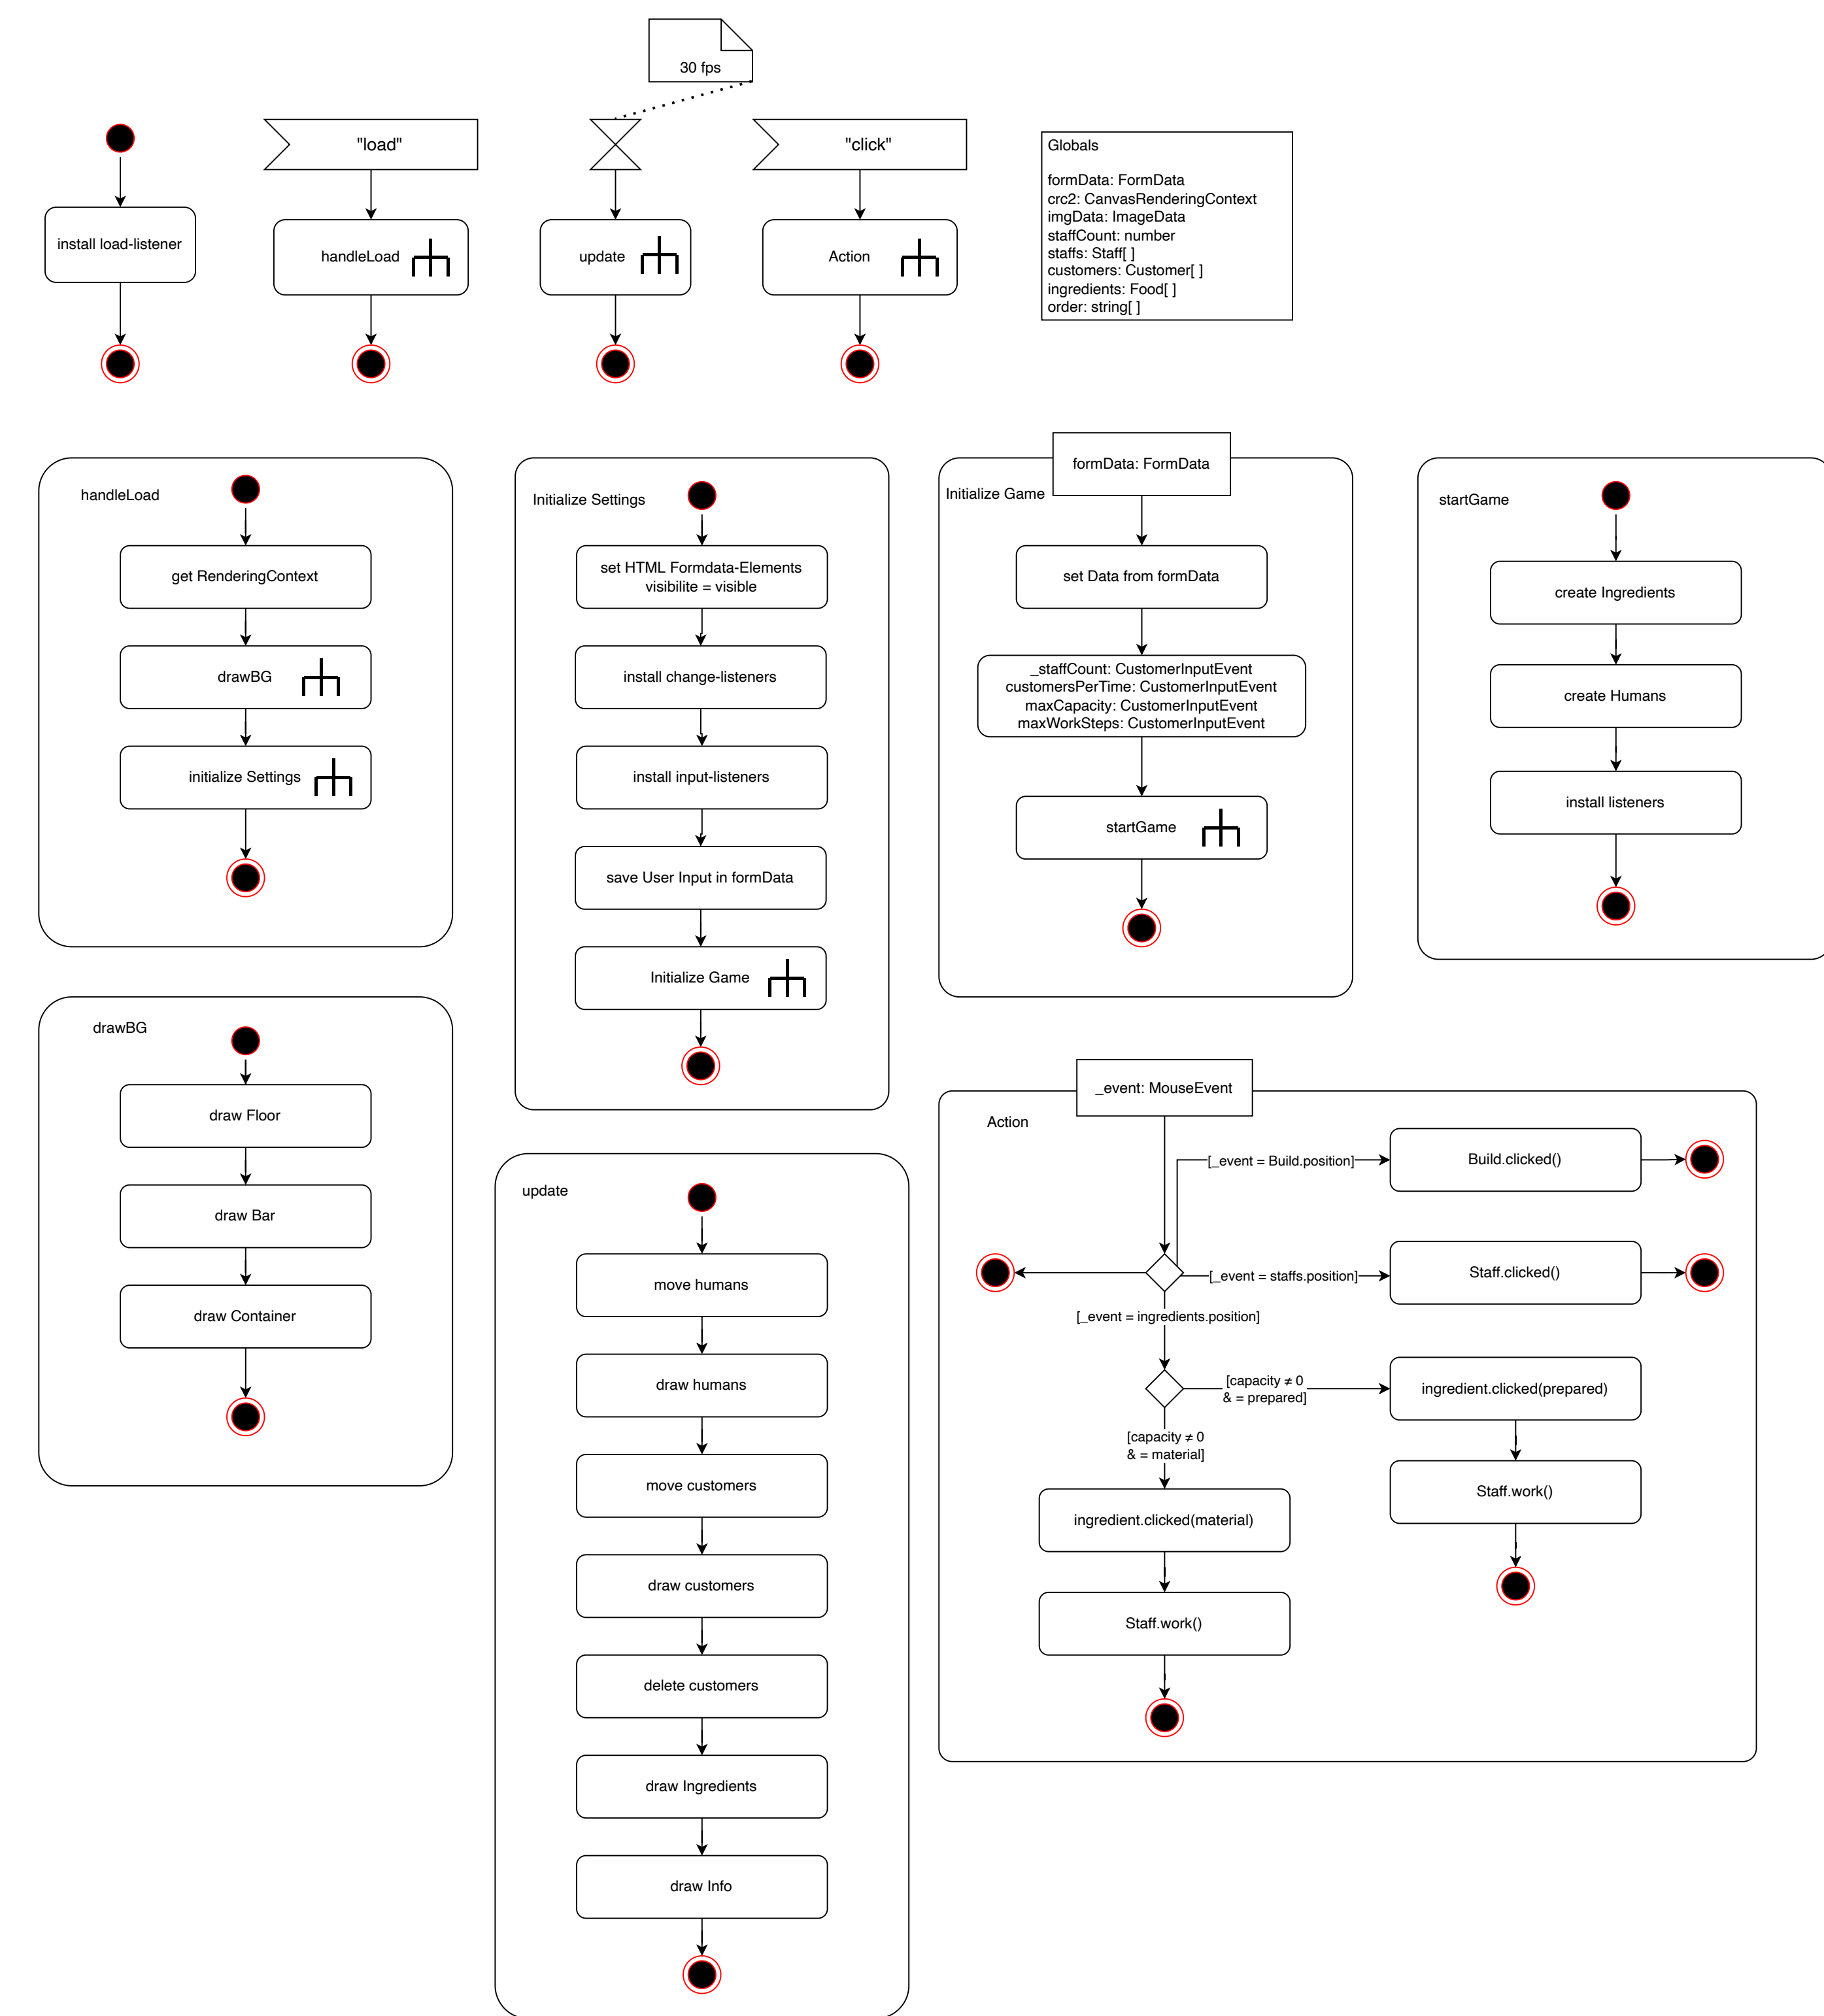 30 fps
install load-listener
"load"
handleLoad
update
"click"
Action
Globals
formData: FormData
crc2: CanvasRenderingContext
imgData: ImageData
staffCount: number
staffs: Staff[ ]
customers: Customer[ ]
ingredients: Food[ ]
order: string[ ]
handleLoad
get RenderingContext
drawBG
initialize Settings
Initialize Settings
set HTML Formdata-Elements
visibilite = visible
install change-listeners
install input-listeners
save User Input in formData
Initialize Game
formData: FormData
Initialize Game
set Data from formData
_staffCount: CustomerInputEvent
customersPerTime: CustomerInputEvent
maxCapacity: CustomerInputEvent
maxWorkSteps: CustomerInputEvent
startGame
startGame
create Ingredients
create Humans
install listeners
drawBG
draw Floor
draw Bar
draw Container
update
move humans
draw humans
move customers
draw customers
delete customers
draw Ingredients
draw Info
_event: MouseEvent
Action
[_event = Build.position]
Build.clicked()
[_event = staffs.position]
Staff.clicked()
[_event = ingredients.position]
[capacity ≠ 0
& = prepared]
ingredient.clicked(prepared)
Staff.work()
[capacity ≠ 0
& = material]
ingredient.clicked(material)
Staff.work()